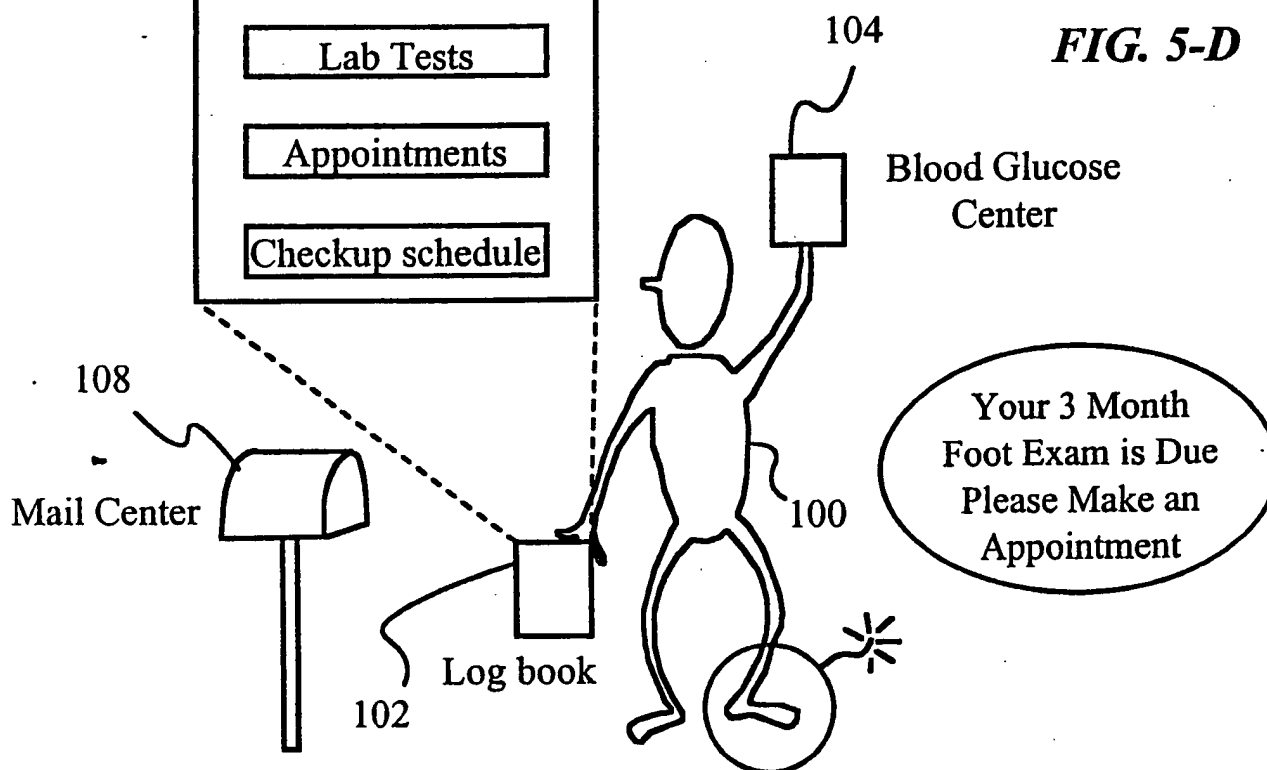 FIG. 5-D
Lab Tests
Appointments
Checkup schedule
104
Blood Glucose
Center
108
Mail Center
100
Your 3 Month
Foot Exam is Due
Please Make an
Appointment
Log book
102